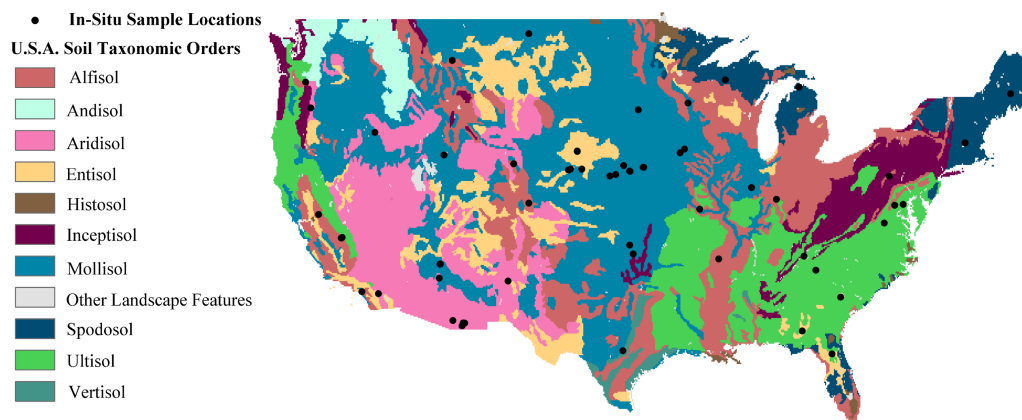 In-Situ Sample Locations
U.S.A. Soil Taxonomic Orders
Alfisol
Andisol
Aridisol
Entisol
Histosol
Inceptisol
Mollisol
Other Landscape Features
Spodosol
Ultisol
Vertisol